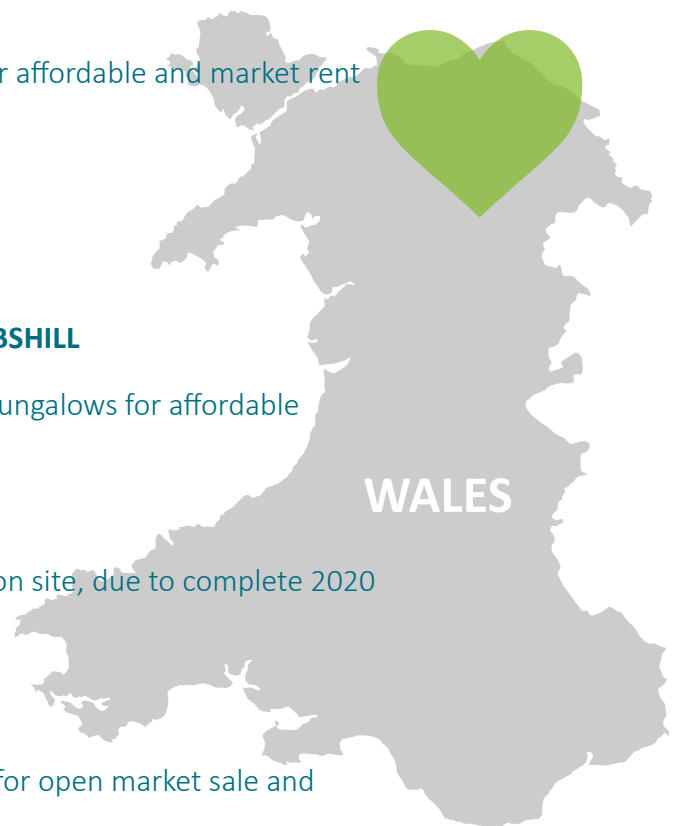 r affordable and market rent
BSHILL
ungalows for affordable
WALES
on site, due to complete 2020
for open market sale and